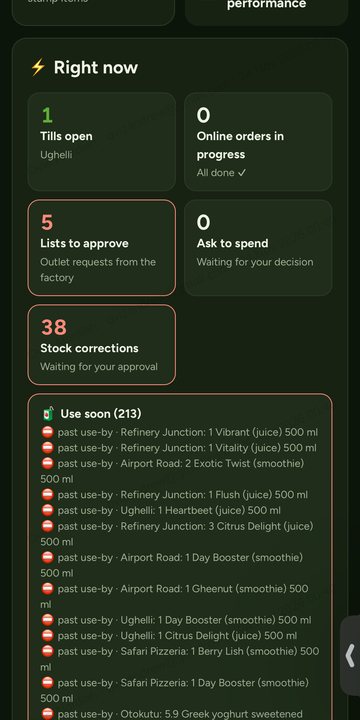 stamp items
performance
⚡ Right now
1
Tills open
Ughelli
0
Online orders in
progress
All done ✓
5
Lists to approve
Outlet requests from the
factory
0
Ask to spend
Waiting for your decision
38
Stock corrections
Waiting for your approval
🧃 Use soon (213)
⛔ past use-by · Refinery Junction: 1 Vibrant (juice) 500 ml
⛔ past use-by · Refinery Junction: 1 Vitality (juice) 500 ml
⛔ past use-by · Airport Road: 2 Exotic Twist (smoothie)
500 ml
⛔ past use-by · Refinery Junction: 1 Flush (juice) 500 ml
⛔ past use-by · Ughelli: 1 Heartbeet (juice) 500 ml
⛔ past use-by · Refinery Junction: 3 Citrus Delight (juice)
500 ml
⛔ past use-by · Airport Road: 1 Day Booster (smoothie)
500 ml
⛔ past use-by · Airport Road: 1 Gheenut (smoothie) 500
ml
⛔ past use-by · Ughelli: 1 Day Booster (smoothie) 500 ml
⛔ past use-by · Ughelli: 1 Citrus Delight (juice) 500 ml
⛔ past use-by · Safari Pizzeria: 1 Berry Lish (smoothie) 500
ml
⛔ past use-by · Safari Pizzeria: 1 Day Booster (smoothie)
500 ml
⛔ past use-by · Otokutu: 5.9 Greek yoghurt sweetened